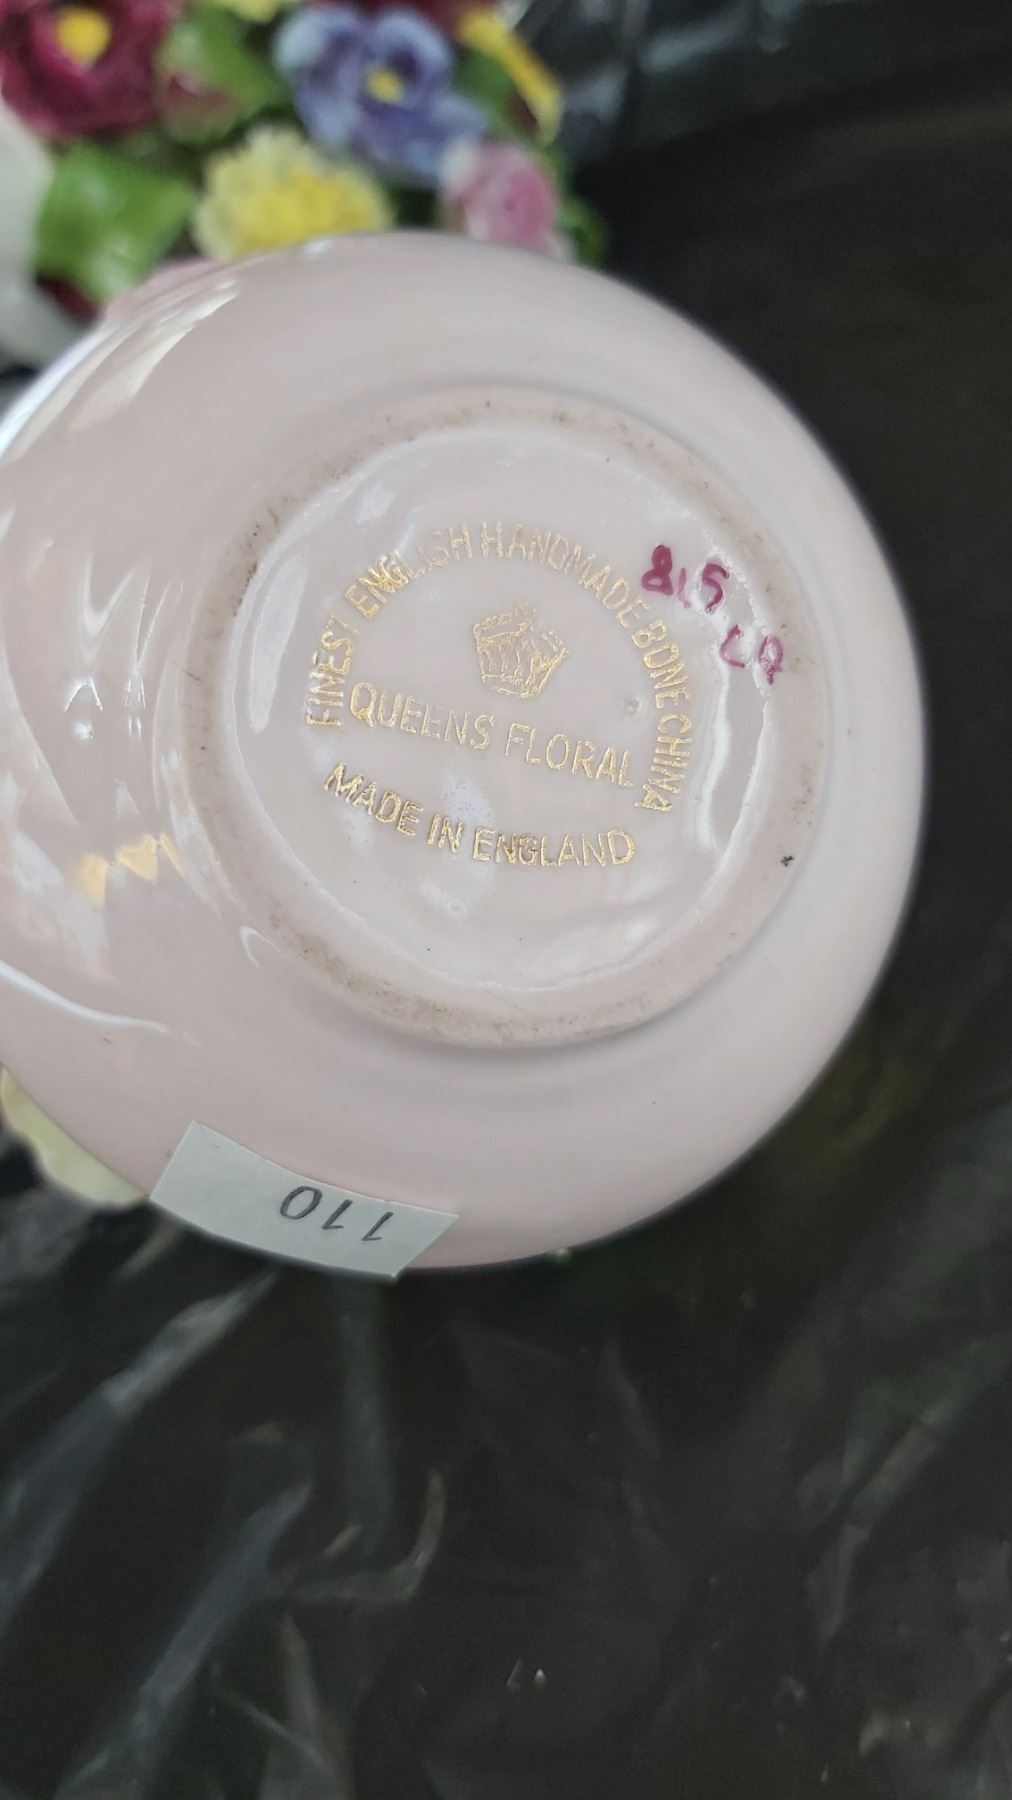 FINEST ENGLISH HANDMADE BONE CHINA
QUEENS FLORAL
MADE IN ENGLAND
110